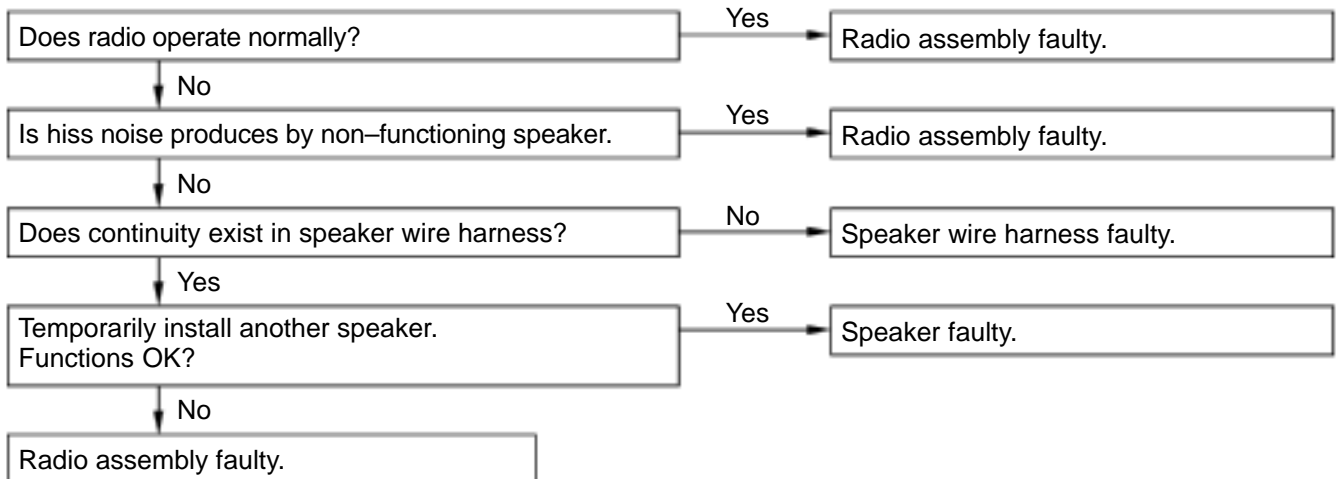 Does radio operate normally?
Yes
Radio assembly faulty.
No
Is hiss noise produces by non–functioning speaker.
Yes
Radio assembly faulty.
No
Does continuity exist in speaker wire harness?
No
Speaker wire harness faulty.
Yes
Temporarily install another speaker.
Functions OK?
Yes
Speaker faulty.
No
Radio assembly faulty.